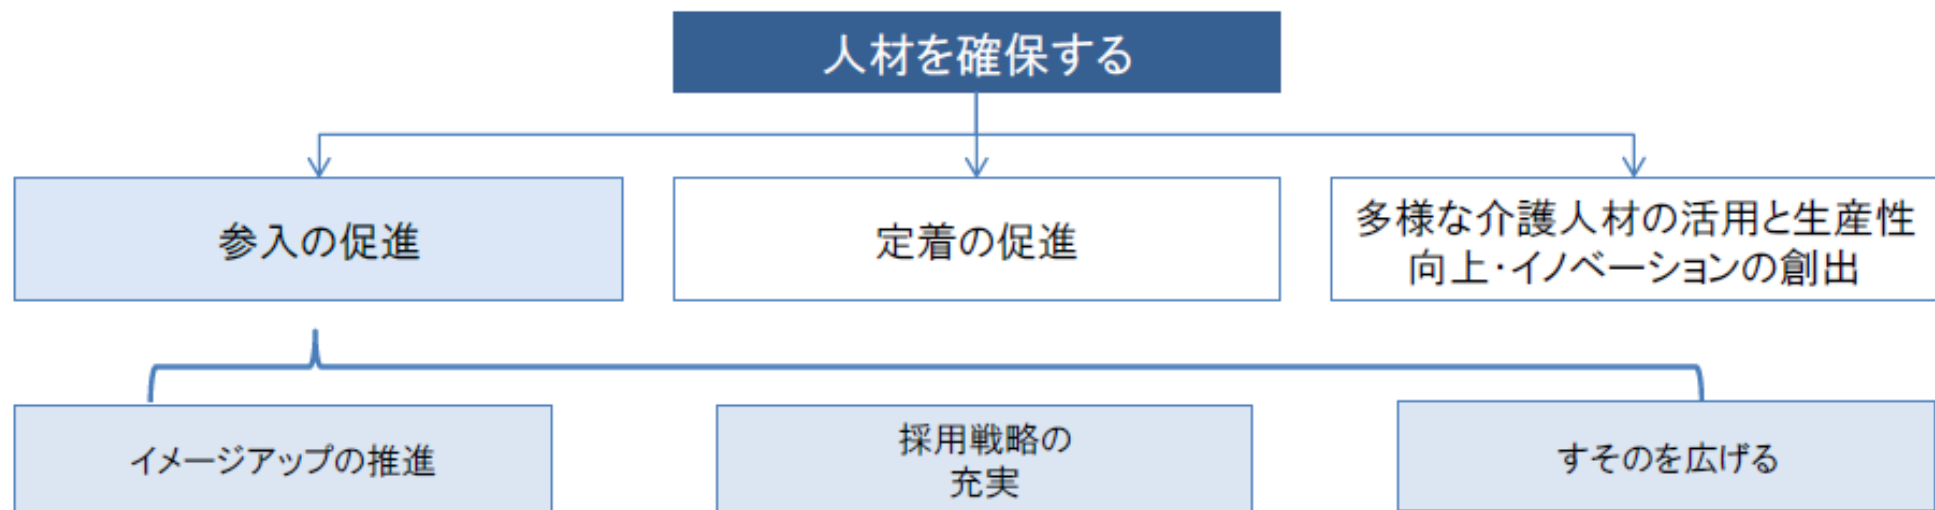 人材を確保する
参入の促進
定着の促進
多様な介護人材の活用と生産性
向上・イノベーションの創出
イメージアップの推進
採用戦略の
充実
すそのを広げる